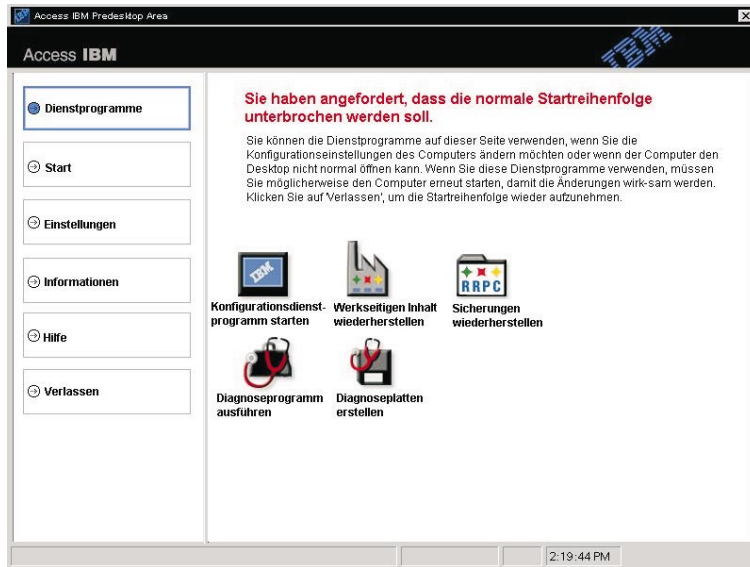 Access IBM Predesktop Area
Access IBM
IBM
Dienstprogramme
Start
Einstellungen
Informationen
Hilfe
Verlassen
Sie haben angefordert, dass die normale Startreihenfolge
unterbrochen werden soll.
Sie können die Dienstprogramme auf dieser Seite verwenden, wenn Sie die
Konfigurationseinstellungen des Computers ändern möchten oder wenn der Computer den
Desktop nicht normal öffnen kann. Wenn Sie diese Dienstprogramme verwenden, müssen
Sie möglicherweise den Computer erneut starten, damit die Änderungen wirk-sam werden.
Klicken Sie auf 'Verlassen', um die Startreihenfolge wieder aufzunehmen.
IBM
Konfigurationsdienst-
programm starten
Werkseitigen Inhalt
wiederherstellen
RRPC
Sicherungen
wiederherstellen
Diagnoseprogramm
ausführen
Diagnoseplatten
erstellen
2:19:44 PM